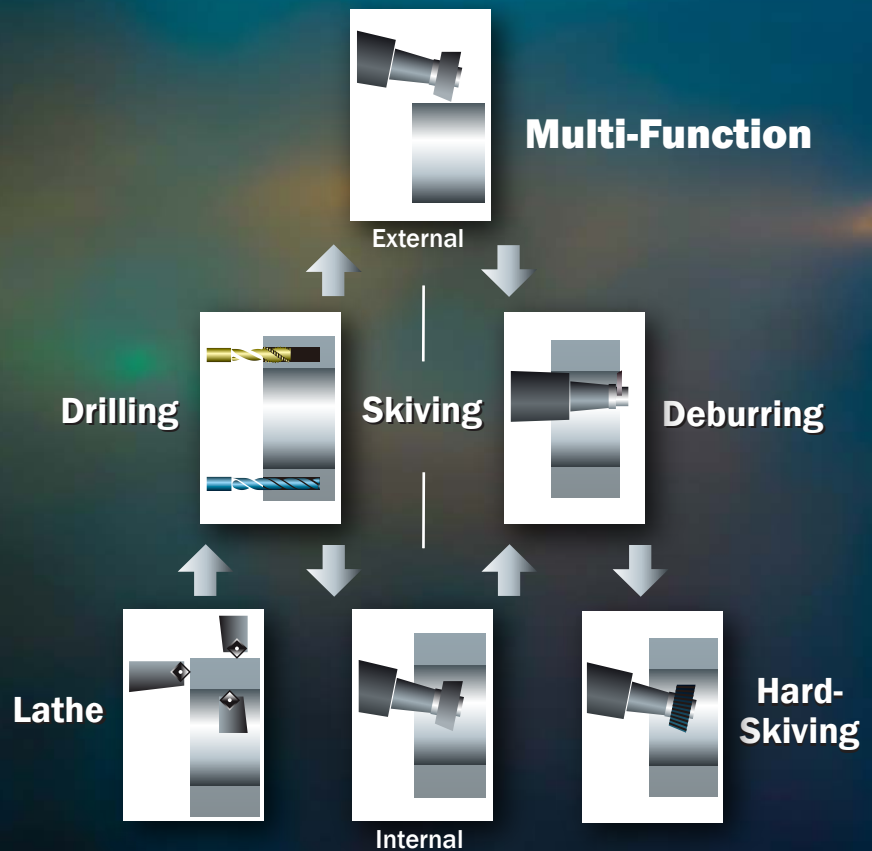 Multi-Function
External
Drilling
Skiving
Deburring
Lathe
Hard-
Skiving
Internal